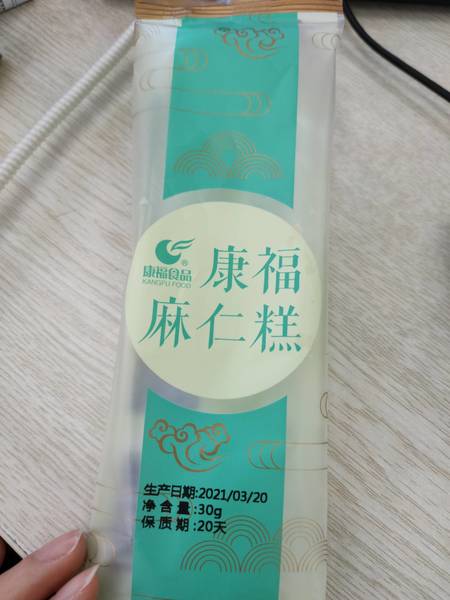 康福食品®
KANGFU FOOD
康福
麻仁糕
生产日期:2021/03/20
净含量:30g
保质期:20天